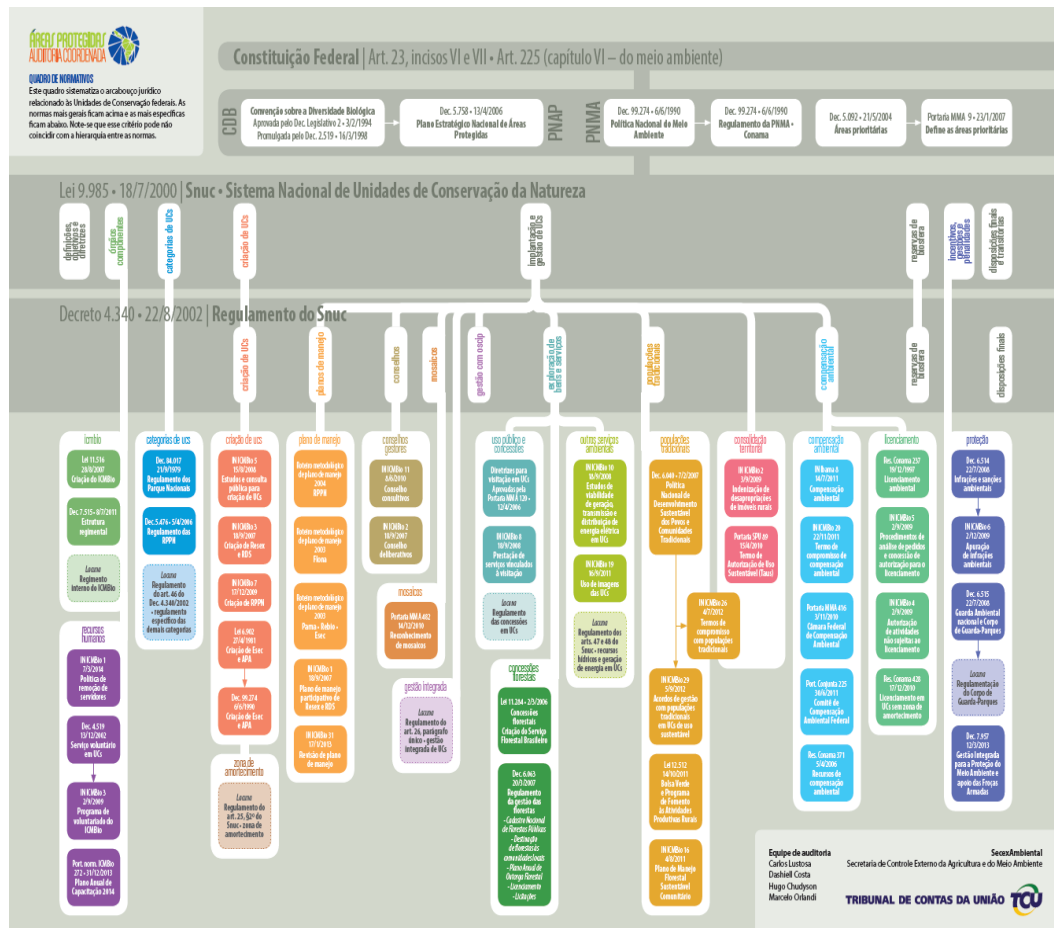 ÁREAS PROTEGIDAS
AUDITORIA COORDENADA
QUADRO DE NORMATIVOS
Este quadro sistematiza o arcabouço jurídico
relacionado às Unidades de Conservação federais. As
normas mais gerais ficam acima e as mais específicas
ficam abaixo. Note-se que esse critério pode não
coincidir com a hierarquia entre as normas.
Constituição Federal | Art. 23, incisos VI e VII • Art. 225 (capítulo VI – do meio ambiente)
CDB
Convenção sobre a Diversidade Biológica
Aprovada pelo Dec. Legislativo 2 • 3/2/1994
Promulgada pelo Dec. 2.519 • 16/3/1998
Dec. 5.758 • 13/4/2006
Plano Estratégico Nacional de Áreas
Protegidas
PNAP
PNMA
Dec. 99.274 • 6/6/1990
Política Nacional do Meio
Ambiente
Dec. 99.274 • 6/6/1990
Regulamento da PNMA •
Conama
Dec. 5.092 • 21/5/2004
Áreas prioritárias
Portaria MMA 9 • 23/1/2007
Define as áreas prioritárias
Lei 9.985 • 18/7/2000 | Snuc • Sistema Nacional de Unidades de Conservação da Natureza
definições,
objetivos e
diretrizes
órgãos
componentes
categorias de UCs
criação de UCs
implantação e
gestão de UCs
reservas de
biosfera
incentivos,
isenções e
penalidades
disposições finais
e transitórias
Decreto 4.340 • 22/8/2002 | Regulamento do Snuc
criação de UCs
planos de manejo
conselhos
mosaicos
gestão com oscip
exploração de
bens e serviços
populações
tradicionais
compensação
ambiental
reservas de
biosfera
disposições finais
icmbio
Lei 11.516
28/8/2007
Criação do ICMBio
Dec. 7.515 • 8/7/2011
Estrutura
regimental
Lacuna
Regimento
interno do ICMBio
recursos
humanos
IN ICMBio 1
7/3/2014
Política de
remoção de
servidores
Dec. 4.519
13/12/2002
Serviço voluntário
em UCs
IN ICMBio 3
2/9/2009
Programa de
voluntariado do
ICMBio
Port. norm. ICMBio
272 • 31/12/2013
Plano Anual de
Capacitação 2014
categorias de ucs
Dec. 84.017
21/9/1979
Regulamento dos
Parque Nacionais
Dec.5.476 • 5/4/2006
Regulamento das
RPPN
Lacuna
Regulamento
do art. 46 do
Dec. 4.340/2002
• regulamento
específico das
demais categorias
criação de ucs
IN ICMBio 5
15/8/2008
Estudos e consulta
pública para
criação de UCs
IN ICMBio 3
18/9/2007
Criação de Resex
e RDS
IN ICMBio 7
17/12/2009
Criação de RPPN
Lei 6.902
27/4/1981
Criação de Esec
e APA
Dec. 99.274
6/6/1990
Criação de Esec
e APA
zona de
amortecimento
Lacuna
Regulamento do
art. 25, §2º do
Snuc • zona de
amortecimento
plano de manejo
Roteiro metodológico
de plano de manejo
2004
RPPN
Roteiro metodológico
de plano de manejo
2003
Flona
Roteiro metodológico
de plano de manejo
Parna • Rebio •
Esec
IN ICMBio 1
18/9/2007
Plano de manejo
participativo de
Resex e RDS
IN ICMBio 31
17/1/2013
Revisão de plano
de manejo
conselhos
gestores
IN ICMBio 11
6/6/2010
Conselho
consultivos
IN ICMBio 2
18/9/2007
Conselho
deliberativos
mosaicos
Portaria MMA 482
14/12/2010
Reconhecimento
de mosaicos
gestão integrada
Lacuna
Regulamento do
art. 26, parágrafo
único • gestão
integrada de UCs
uso público e
concessões
Diretrizes para
visitação em UCs
Aprovadas pela
Portaria MMA 120 •
12/4/2006
IN ICMBio 8
18/9/2008
Prestação de
serviços vinculados
à visitação
Lacuna
Regulamento
das concessões
em UCs
concessões
florestais
Lei 11.284 • 2/3/2006
Concessões
florestais
Criação do Serviço
Florestal Brasileiro
Dec. 6.063
20/3/2007
Regulamento
da gestão das
florestas
• Cadastro Nacional
de Florestas Públicas
• Destinação
de florestas às
comunidades locais
• Plano Anual de
Outorga Florestal
• Licenciamento
• Licitações
outros serviços
ambientais
IN ICMBio 10
18/9/2008
Estudos de
viabilidade
de geração,
transmissão e
distribuição de
energia elétrica
em UCs
IN ICMBio 19
16/9/2011
Uso de imagens
das UCs
Lacuna
Regulamento dos
arts. 47 e 48 do
Snuc • recursos
hídricos e geração
de energia em UCs
populações
tradicionais
Dec. 6.040 • 7/2/2007
Política
Nacional de
Desenvolvimento
Sustentável
dos Povos e
Comunidades
Tradicionais
IN ICMBio 26
4/7/2012
Termos de
compromisso
com populações
tradicionais
IN ICMBio 29
5/9/2012
Acordos de gestão
com populações
tradicionais
em UCs de uso
sustentável
Lei 12.512
14/10/2011
Bolsa Verde e
Programa de
Fomento
às Atividades
Produtivas Rurais
IN ICMBio 16
4/8/2011
Plano de Manejo
Florestal
Sustentável
Comunitário
consolidação
territorial
IN ICMBio 2
3/9/2009
Indenização de
desapropriações
de imóveis rurais
Portaria SPU 89
15/4/2010
Termo de
Autorização de Uso
Sustentável (Taus)
compensação
ambiental
IN Ibama 8
14/7/2011
Compensação
ambiental
IN ICMBio 20
22/11/2011
Termo de
compromisso de
compensação
ambiental
Portaria MMA 416
3/11/2010
Câmara Federal
de Compensação
Ambiental
Port. Conjunta 225
30/6/2011
Comitê de
Compensação
Ambiental Federal
Res. Conama 371
5/4/2006
Recursos de
compensação
ambiental
licenciamento
Res. Conama 237
19/12/1997
Licenciamento
ambiental
IN ICMBio 5
2/9/2009
Procedimentos de
análise de pedidos
e concessão de
autorização para o
licenciamento
IN ICMBio 4
2/9/2009
Autorização
de atividades
não sujeitas ao
licenciamento
Res. Conama 428
17/12/2010
Licenciamento em
UCs sem zona de
amortecimento
proteção
Dec. 6.514
22/7/2008
Infrações e sanções
ambientais
IN ICMBio 6
2/12/2009
Apuração
de infrações
ambientais
Dec. 6.515
22/7/2008
Guarda Ambiental
nacional e Corpo
de Guarda-Parques
Lacuna
Regulamentação
do Corpo de
Guarda-Parques
Dec. 7.957
12/3/2013
Gestão Integrada
para a Proteção do
Meio Ambiente e
apoio das Froças
Armadas
Equipe de auditoria
Carlos Lustosa
Dashiell Costa
Hugo Chudyson
Marcelo Orlandi
SecexAmbiental
Secretaria de Controle Externo da Agricultura e do Meio Ambiente
TRIBUNAL DE CONTAS DA UNIÃO TCU